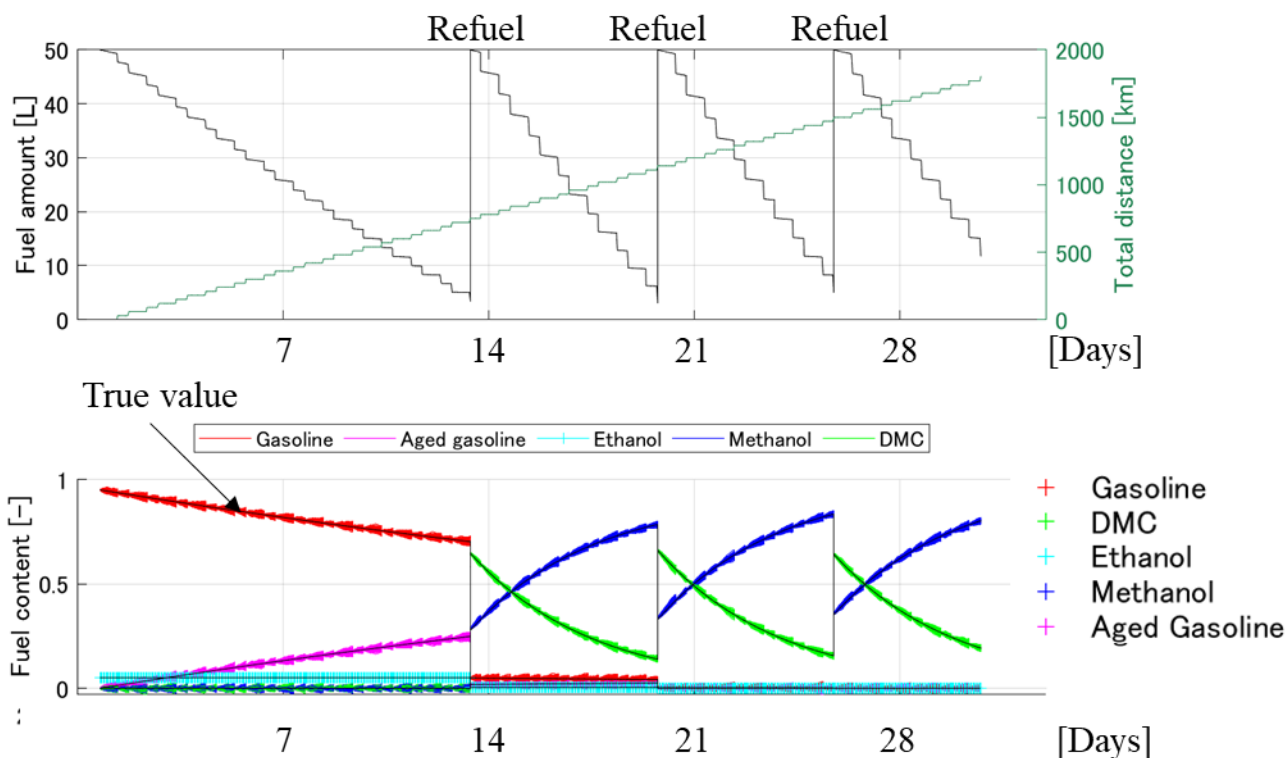 Refuel Refuel Refuel
Fuel amount [L]
50
40
30
20
10
0
2000
1500
1000
500
0
Total distance [km]
7 14 21 28 [Days]
True value
Gasoline Aged gasoline Ethanol Methanol DMC
Fuel content [-]
1
0.5
0
Gasoline
DMC
Ethanol
Methanol
Aged Gasoline
7 14 21 28 [Days]